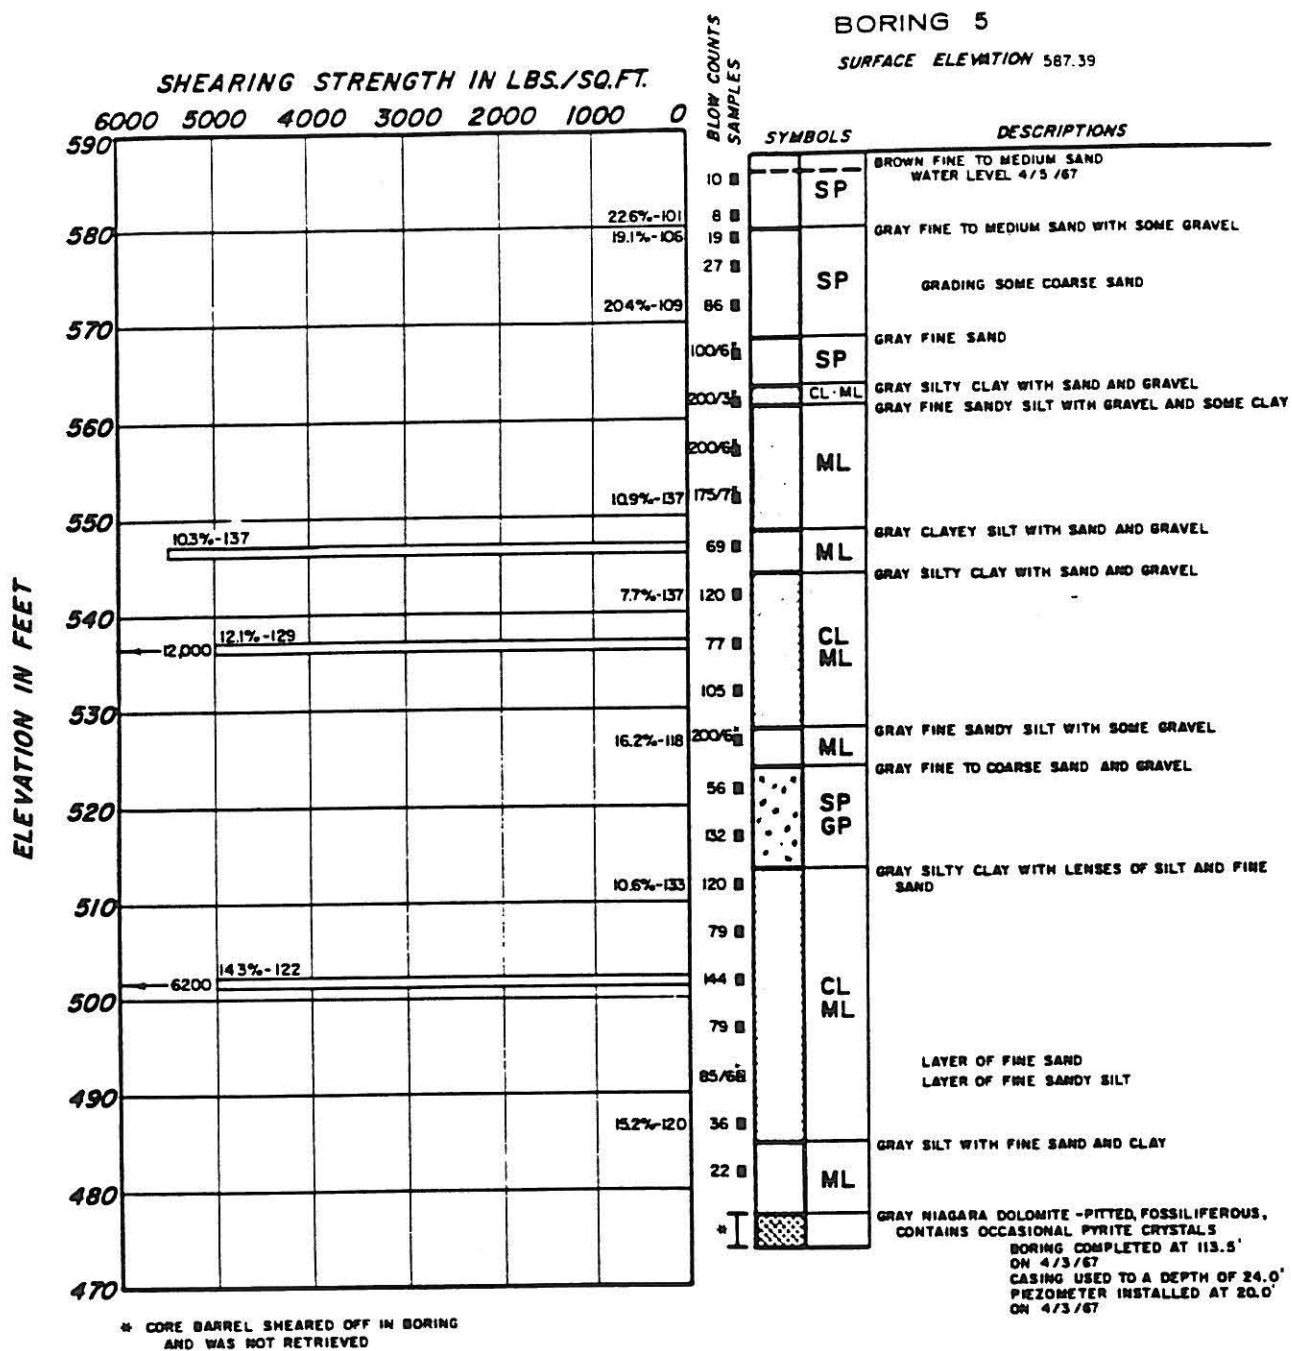 BORING 5
SURFACE ELEVATION 587.39
SHEARING STRENGTH IN LBS./SQ.FT.
6000 5000 4000 3000 2000 1000 0
BLOW COUNTS
SAMPLES
SYMBOLS
DESCRIPTIONS
ELEVATION IN FEET
590
BROWN FINE TO MEDIUM SAND
WATER LEVEL 4/5/67
10
SP
22.6%-101
8
580
GRAY FINE TO MEDIUM SAND WITH SOME GRAVEL
19.1%-106
19
27
SP
GRADING SOME COARSE SAND
20.4%-109
86
570
GRAY FINE SAND
100/6"
SP
GRAY SILTY CLAY WITH SAND AND GRAVEL
200/3"
CL-ML
GRAY FINE SANDY SILT WITH GRAVEL AND SOME CLAY
560
200/6"
ML
10.9%-137
175/7"
550
GRAY CLAYEY SILT WITH SAND AND GRAVEL
10.3%-137
69
ML
GRAY SILTY CLAY WITH SAND AND GRAVEL
7.7%-137
120
540
12.1%-129
12,000
77
CL
ML
105
530
GRAY FINE SANDY SILT WITH SOME GRAVEL
16.2%-118
200/6"
ML
GRAY FINE TO COARSE SAND AND GRAVEL
56
SP
GP
520
132
GRAY SILTY CLAY WITH LENSES OF SILT AND FINE
SAND
10.6%-133
120
510
79
14.3%-122
6200
144
CL
ML
500
79
LAYER OF FINE SAND
LAYER OF FINE SANDY SILT
85/6"
490
15.2%-120
36
GRAY SILT WITH FINE SAND AND CLAY
22
ML
480
GRAY NIAGARA DOLOMITE -PITTED, FOSSILIFEROUS,
CONTAINS OCCASIONAL PYRITE CRYSTALS
*
BORING COMPLETED AT 113.5'
ON 4/3/67
CASING USED TO A DEPTH OF 24.0'
PIEZOMETER INSTALLED AT 20.0'
ON 4/3/67
470
* CORE BARREL SHEARED OFF IN BORING
AND WAS NOT RETRIEVED